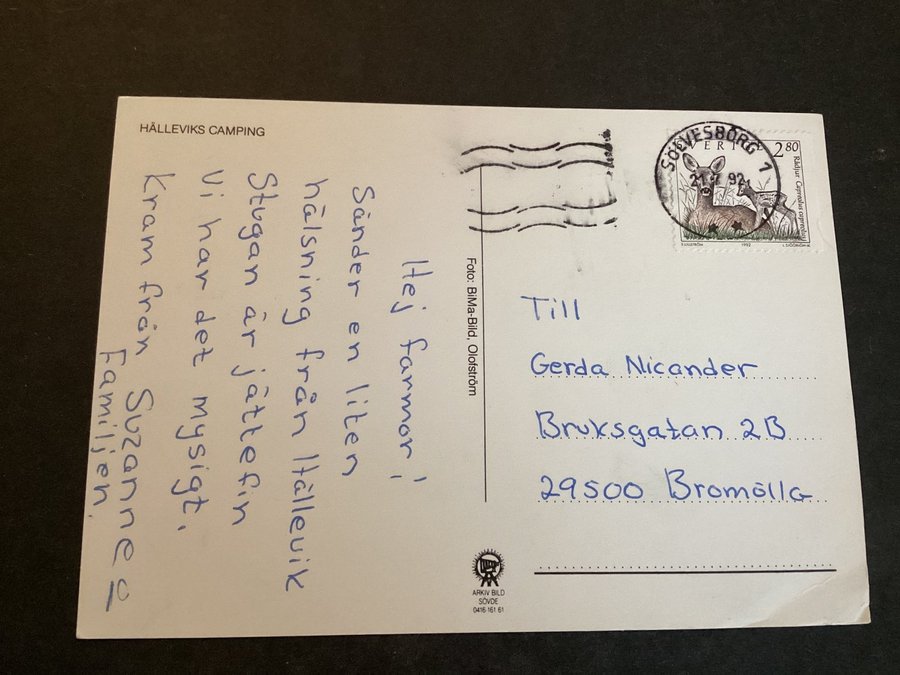 HÄLLEVIKS CAMPING
Hej farmor!
Sänder en liten
hälsning från Hällevik
Stugan är jättefin
Vi har det mysigt.
Kram från Suzanne o
Familjen.
Foto: BiMa-Bild, Olofström
SÖLVESBORG 1
92
SVERIGE 2 80
Rådjur Capreolus capreolus
1992
Till
Gerda Nicander
Bruksgatan 2B
29500 Bromölla
ARKIV BILD
SÖVDE
0416 161 61